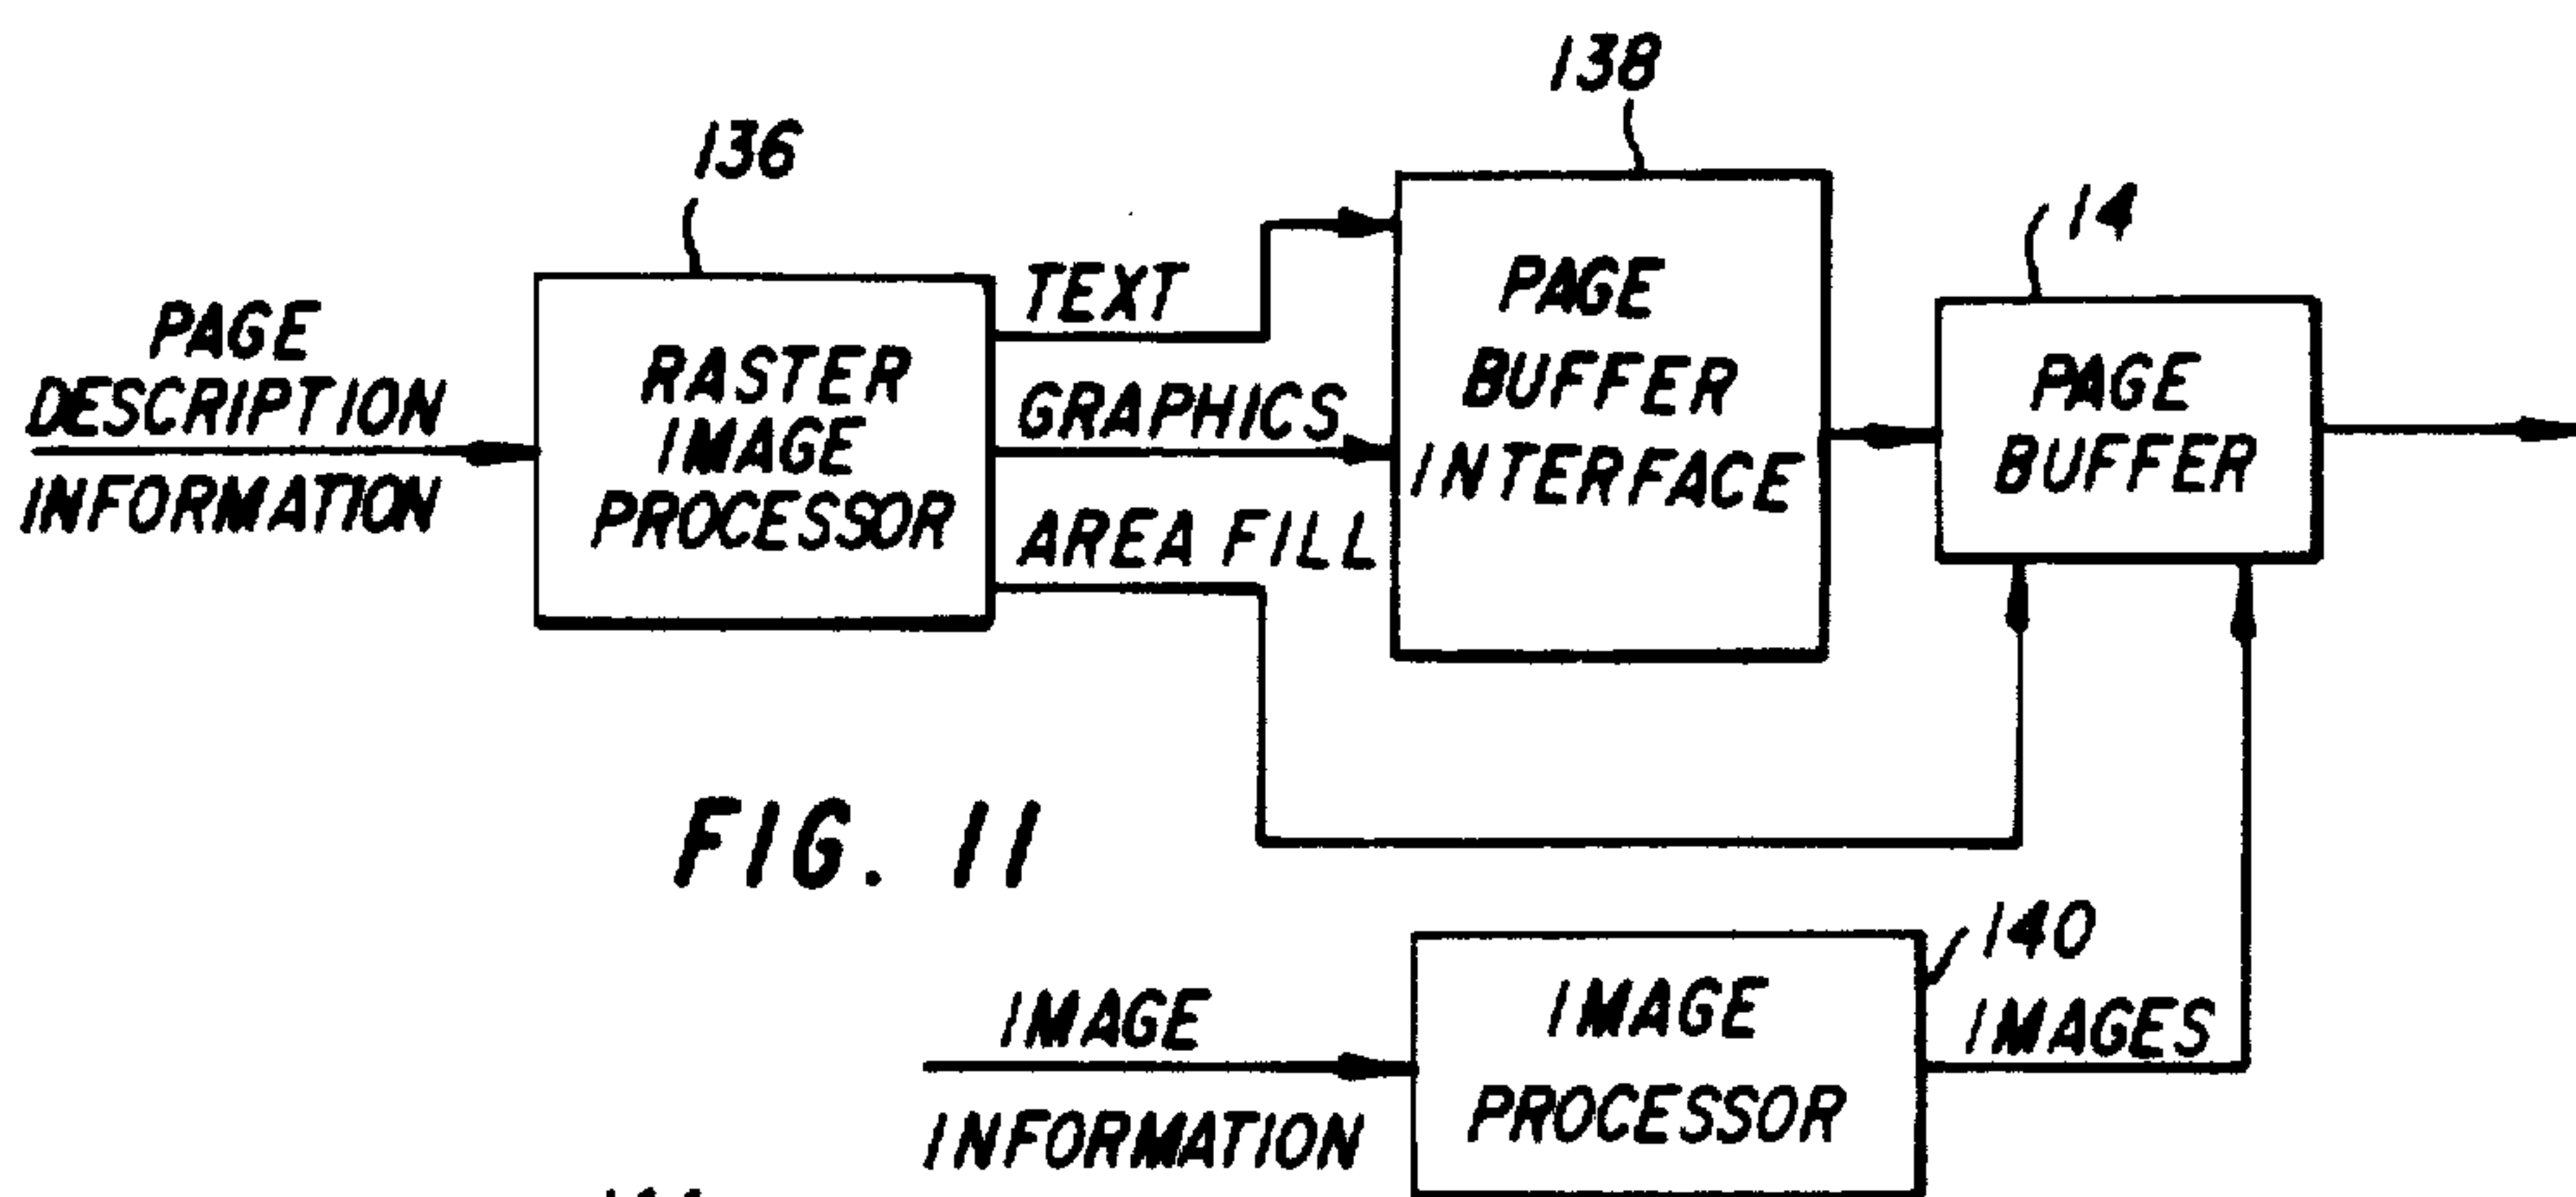 138
136
14
PAGE
DESCRIPTION
INFORMATION
RASTER
IMAGE
PROCESSOR
TEXT
GRAPHICS
AREA FILL
PAGE
BUFFER
INTERFACE
PAGE
BUFFER
FIG. 11
140
IMAGE
INFORMATION
IMAGE
PROCESSOR
IMAGES